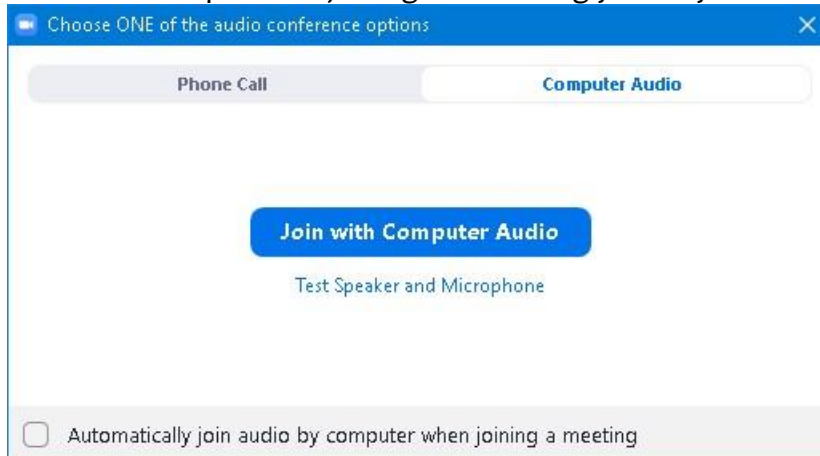 Choose ONE of the audio conference options
Phone Call
Computer Audio
Join with Computer Audio
Test Speaker and Microphone
Automatically join audio by computer when joining a meeting